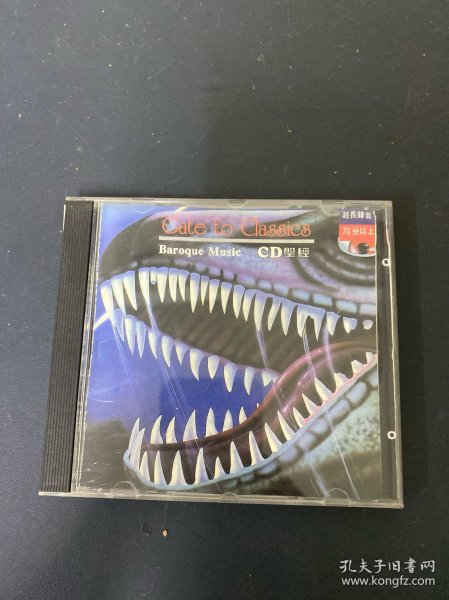 Gate to Classics
超長錄音
70分以上
Baroque Music CD聖經
孔夫子旧书网
www.kongfz.com